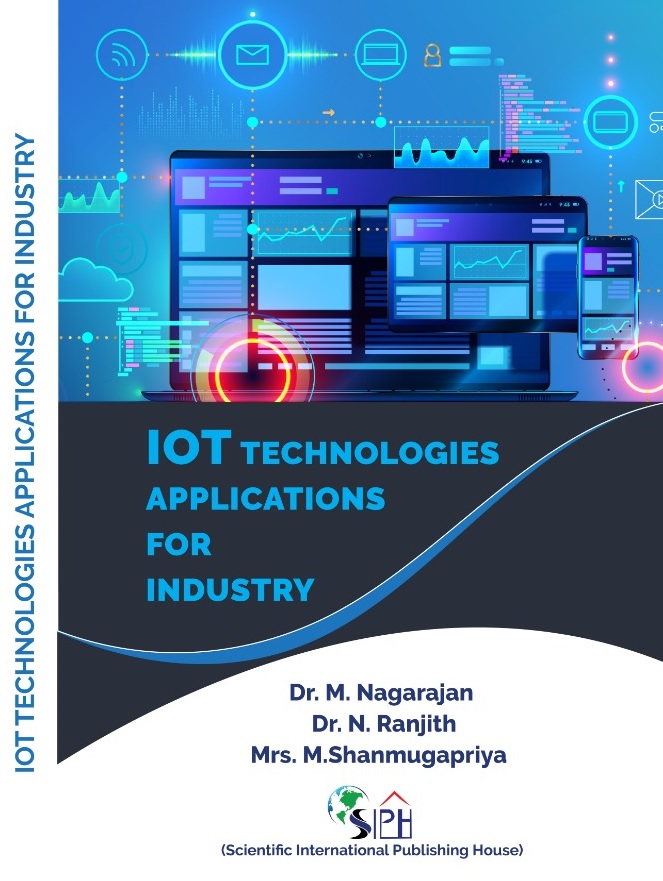 IOT TECHNOLOGIES APPLICATIONS FOR INDUSTRY
IOT TECHNOLOGIES
APPLICATIONS
FOR
INDUSTRY
Dr. M. Nagarajan
Dr. N. Ranjith
Mrs. M.Shanmugapriya
SIPH
(Scientific International Publishing House)